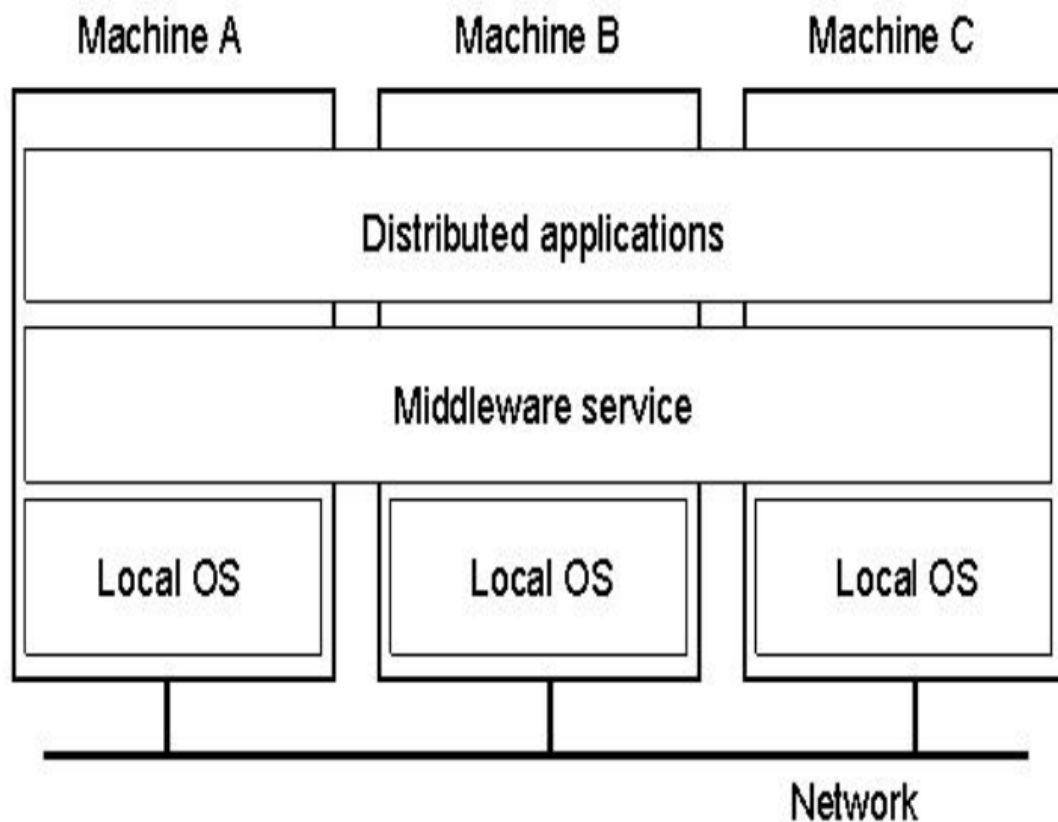 Machine A
Machine B
Machine C
Distributed applications
Middleware service
Local OS
Local OS
Local OS
Network